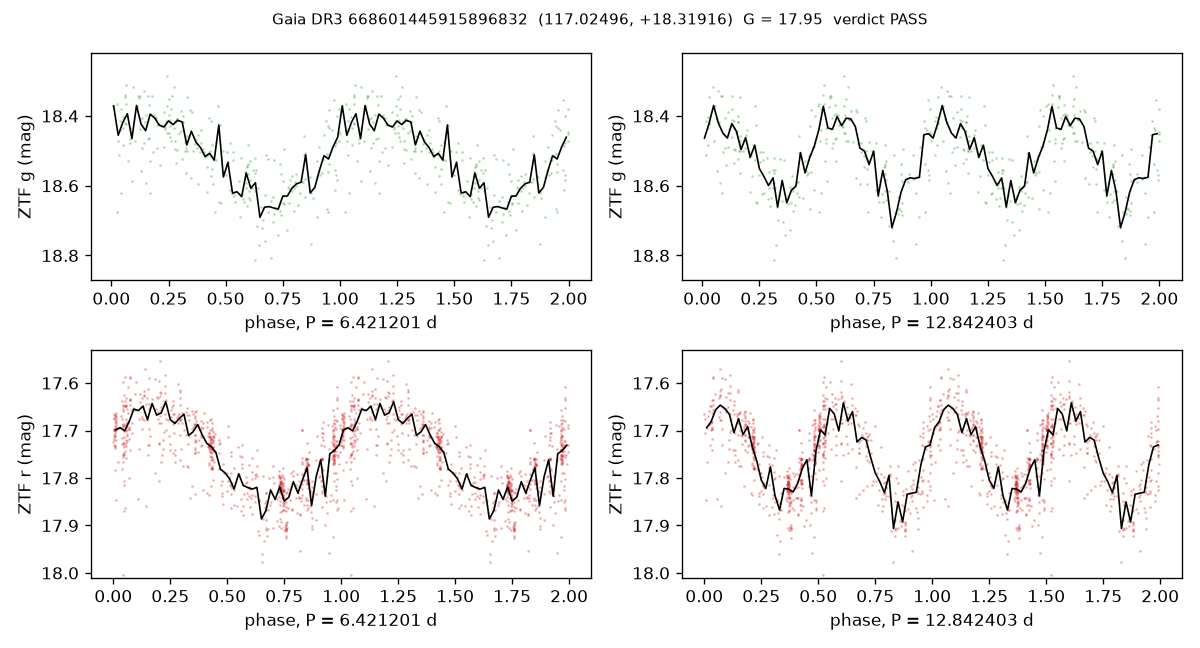 Gaia DR3 668601445915896832 (117.02496, +18.31916) G = 17.95 verdict PASS
ZTF g (mag)
18.4
18.6
18.8
0.00 0.25 0.50 0.75 1.00 1.25 1.50 1.75 2.00
phase, P = 6.421201 d
ZTF g (mag)
18.4
18.6
18.8
0.00 0.25 0.50 0.75 1.00 1.25 1.50 1.75 2.00
phase, P = 12.842403 d
ZTF r (mag)
17.6
17.7
17.8
17.9
18.0
0.00 0.25 0.50 0.75 1.00 1.25 1.50 1.75 2.00
phase, P = 6.421201 d
ZTF r (mag)
17.6
17.7
17.8
17.9
18.0
0.00 0.25 0.50 0.75 1.00 1.25 1.50 1.75 2.00
phase, P = 12.842403 d